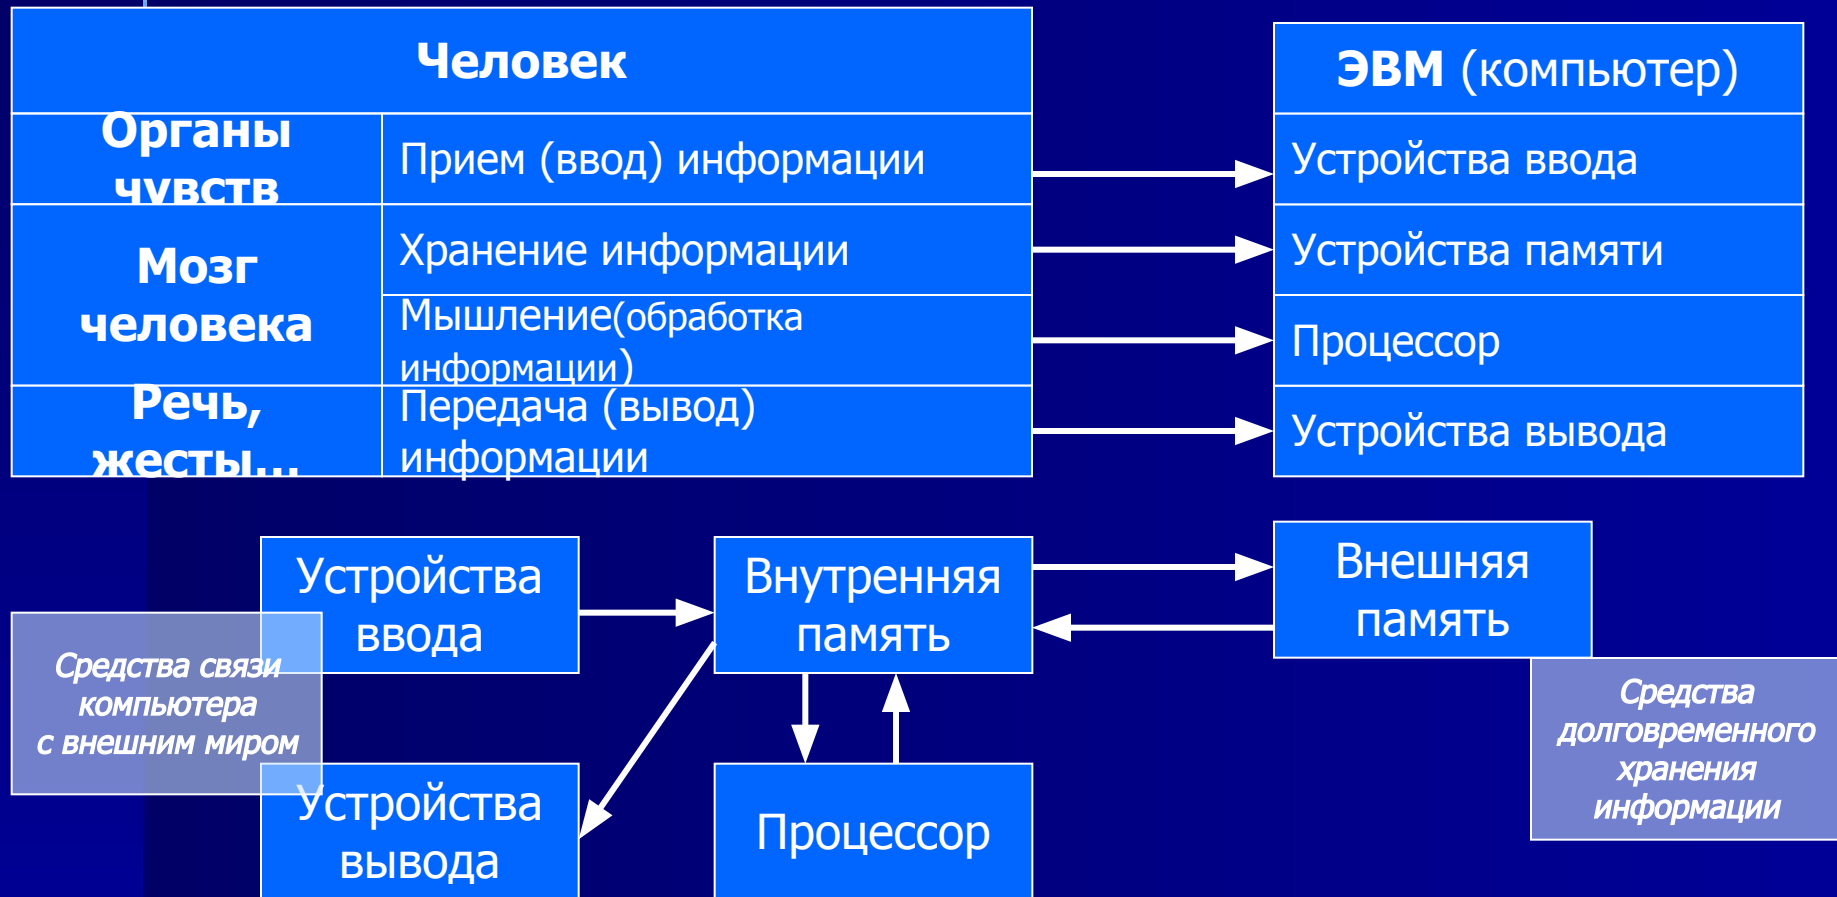 Человек
ЭВМ (компьютер)
Органы
чувств
Прием (ввод) информации
Устройства ввода
Мозг
человека
Хранение информации
Устройства памяти
Мышление(обработка
информации)
Процессор
Речь,
жесты...
Передача (вывод)
информации
Устройства вывода
Устройства
ввода
Внутренняя
память
Внешняя
память
Средства связи
компьютера
с внешним миром
Средства
долговременного
хранения
информации
Устройства
вывода
Процессор